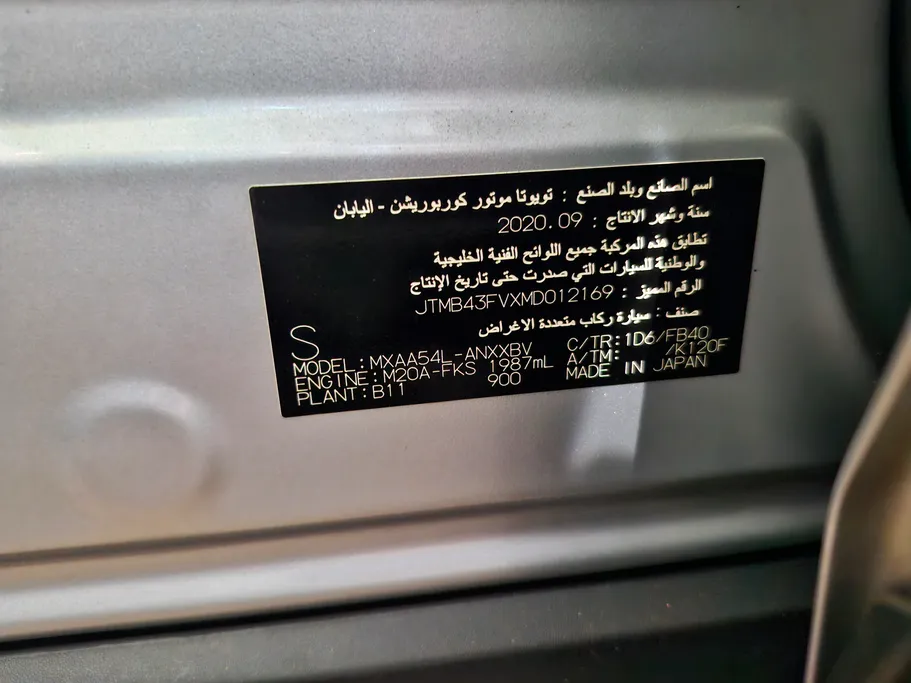 اسم الصانع وبلد الصنع : تويوتا موتور كوربوريشن - اليابان
سنة وشهر الانتاج : 2020.09
تطابق هذه المركبة جميع اللوائح الفنية الخليجية
والوطنية للسيارات التي صدرت حتى تاريخ الإنتاج
الرقم المميز : JTMB43FVXMD012169
صنف : سيارة ركاب متعددة الاغراض
S
MODEL:MXAA54L-ANXXBV C/TR:1D6/FB40
ENGINE:M20A-FKS 1987mL A/TM: /K120F
PLANT:B11 900 MADE IN JAPAN